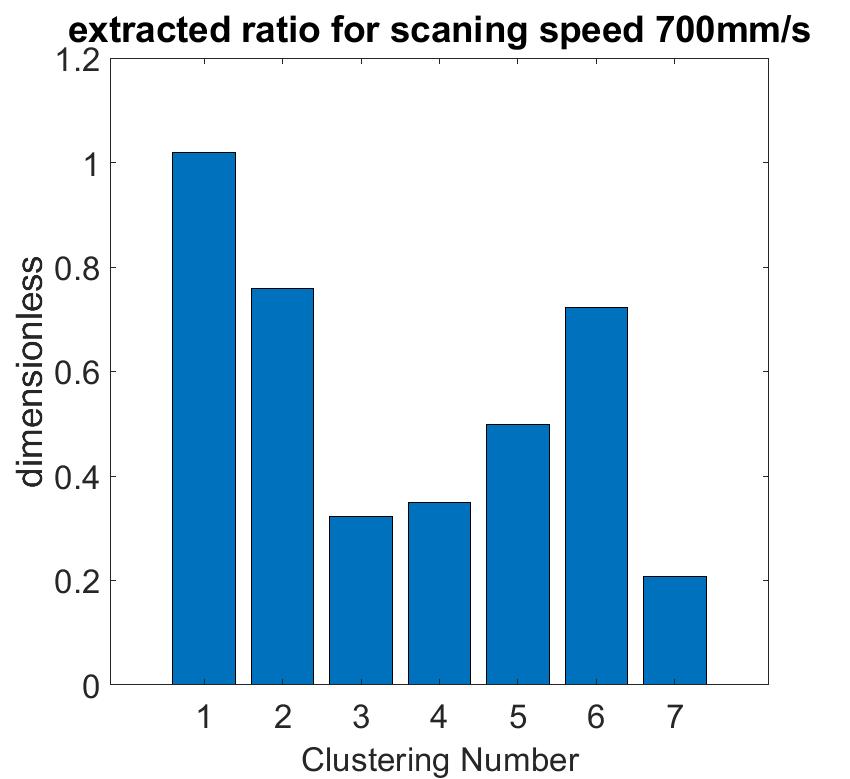 extracted ratio for scaning speed 700mm/s
1.2
1
0.8
0.6
0.4
0.2
0
dimensionless
1 2 3 4 5 6 7
Clustering Number